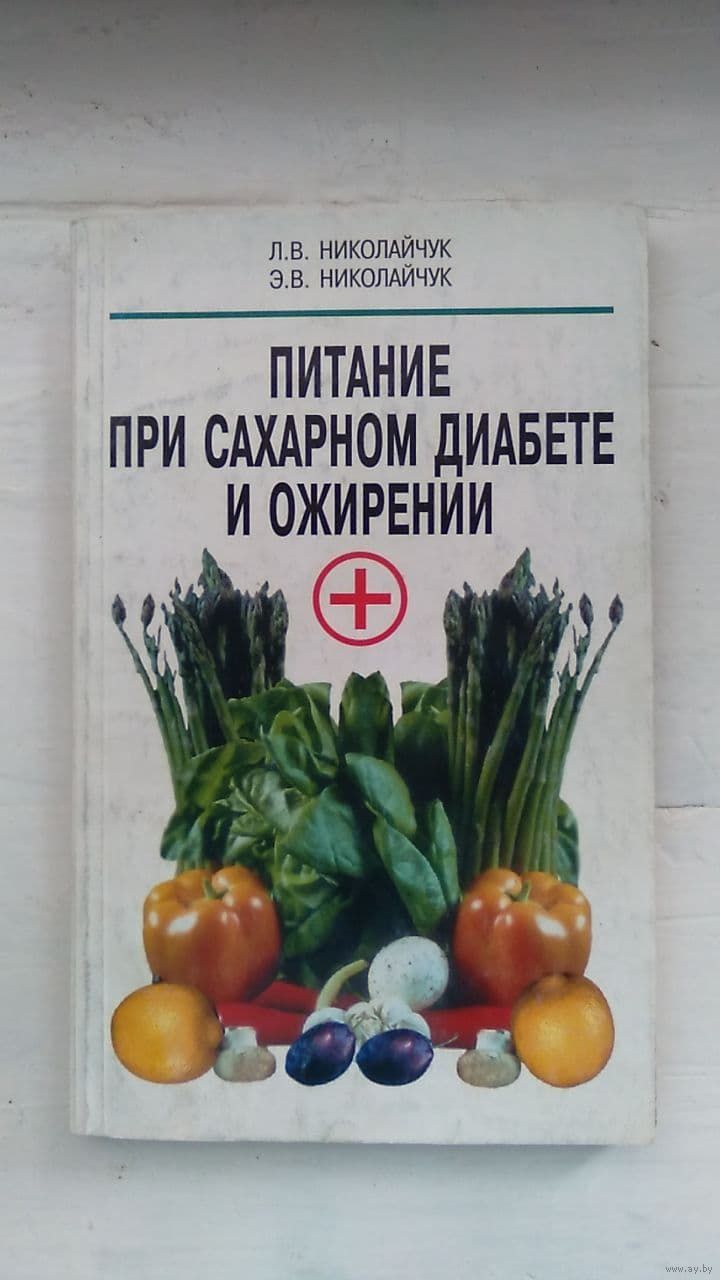 Л.В. НИКОЛАЙЧУК
Э.В. НИКОЛАЙЧУК
ПИТАНИЕ
ПРИ САХАРНОМ ДИАБЕТЕ
И ОЖИРЕНИИ
www.ay.by